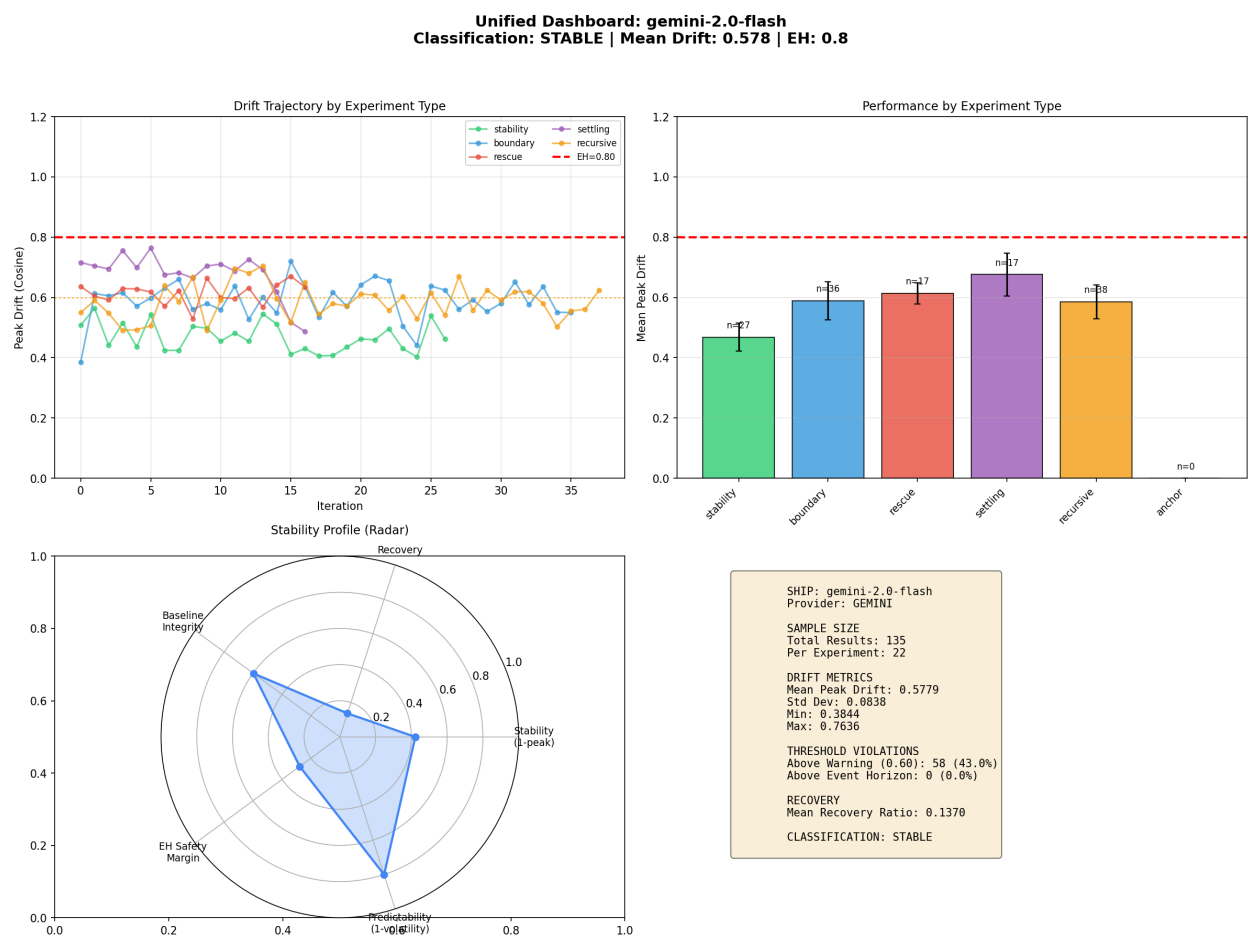 Unified Dashboard: gemini-2.0-flash
Classification: STABLE | Mean Drift: 0.578 | EH: 0.8
Drift Trajectory by Experiment Type
1.2
1.0
0.8
0.6
0.4
0.2
0.0
Peak Drift (Cosine)
stability
boundary
rescue
settling
recursive
EH=0.80
0
5
10
15
20
25
30
35
Iteration
Performance by Experiment Type
1.2
1.0
0.8
0.6
0.4
0.2
0.0
Mean Peak Drift
n=27
n=36
n=17
n=17
n=38
n=0
stability
boundary
rescue
settling
recursive
anchor
Stability Profile (Radar)
1.0
0.8
0.6
0.4
0.2
0.0
0.0
0.2
0.4
0.6
0.8
1.0
Recovery
Baseline
Integrity
1.0
0.8
0.6
0.4
0.2
Stability
(1-peak)
EH Safety
Margin
Predictability
(1-volatility)
SHIP: gemini-2.0-flash
Provider: GEMINI
SAMPLE SIZE
Total Results: 135
Per Experiment: 22
DRIFT METRICS
Mean Peak Drift: 0.5779
Std Dev: 0.0838
Min: 0.3844
Max: 0.7636
THRESHOLD VIOLATIONS
Above Warning (0.60): 58 (43.0%)
Above Event Horizon: 0 (0.0%)
RECOVERY
Mean Recovery Ratio: 0.1370
CLASSIFICATION: STABLE